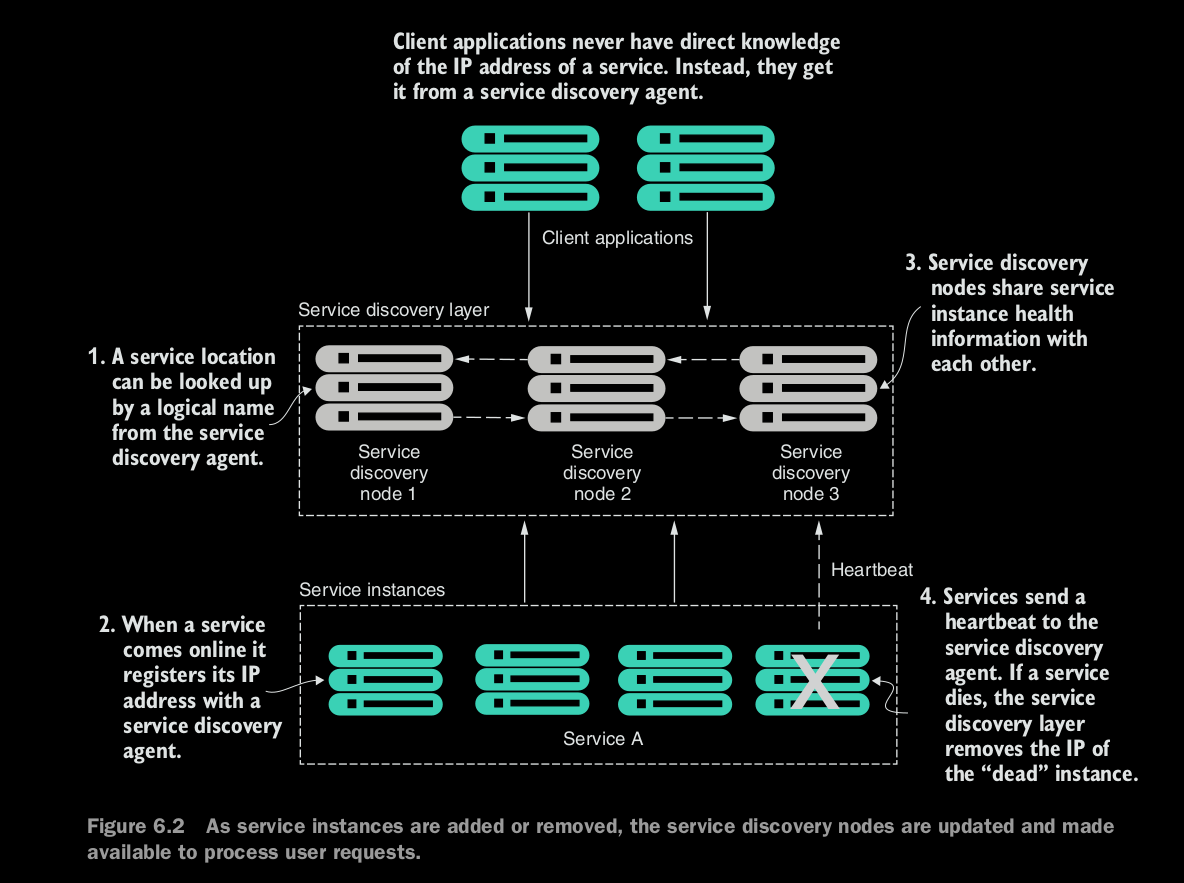 Client applications never have direct knowledge
of the IP address of a service. Instead, they get
it from a service discovery agent.
Client applications
3. Service discovery
nodes share service
instance health
information with
each other.
Service discovery layer
1. A service location
can be looked up
by a logical name
from the service
discovery agent.
Service
discovery
node 1
Service
discovery
node 2
Service
discovery
node 3
Heartbeat
Service instances
2. When a service
comes online it
registers its IP
address with a
service discovery
agent.
4. Services send a
heartbeat to the
service discovery
agent. If a service
dies, the service
discovery layer
removes the IP of
the “dead” instance.
X
Service A
Figure 6.2 As service instances are added or removed, the service discovery nodes are updated and made
available to process user requests.